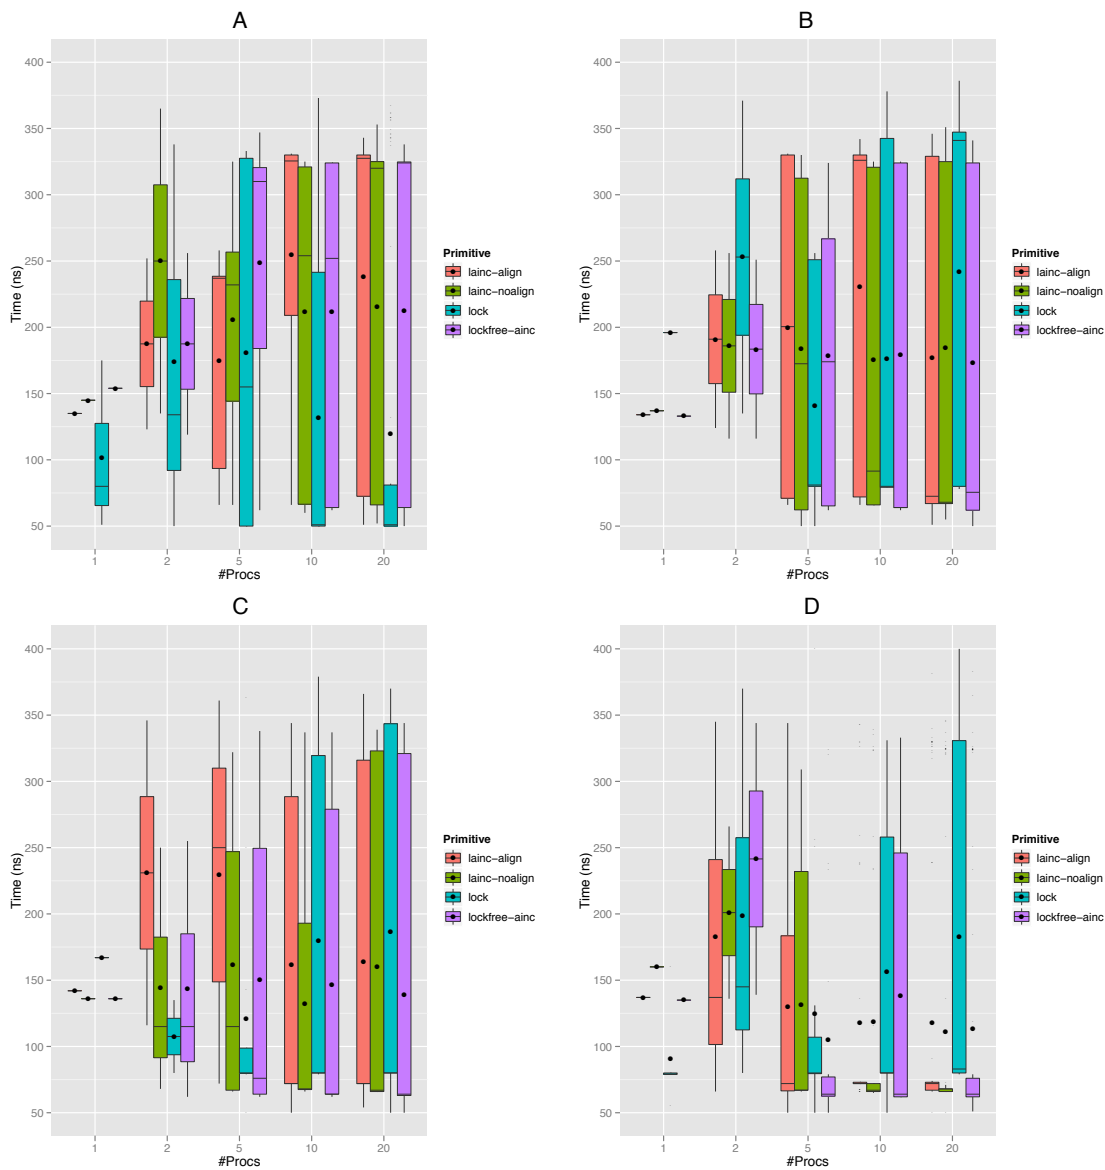 A
400
350
300
250
200
150
100
50
Time (ns)
1 2 5 10 20
#Procs
Primitive
lainc-align
lainc-noalign
lock
lockfree-ainc
B
400
350
300
250
200
150
100
50
Time (ns)
1 2 5 10 20
#Procs
Primitive
lainc-align
lainc-noalign
lock
lockfree-ainc
C
400
350
300
250
200
150
100
50
Time (ns)
1 2 5 10 20
#Procs
Primitive
lainc-align
lainc-noalign
lock
lockfree-ainc
D
400
350
300
250
200
150
100
50
Time (ns)
1 2 5 10 20
#Procs
Primitive
lainc-align
lainc-noalign
lock
lockfree-ainc